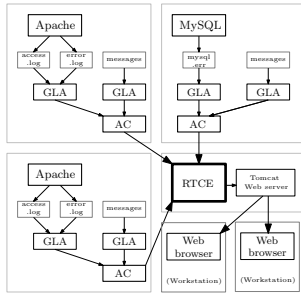 Apache
access
.log
error
.log
messages
GLA
GLA
AC
MySQL
mysql
.err
messages
GLA
GLA
AC
Apache
access
.log
error
.log
messages
GLA
GLA
AC
RTCE
Tomcat
Web server
Web
browser
(Workstation)
Web
browser
(Workstation)